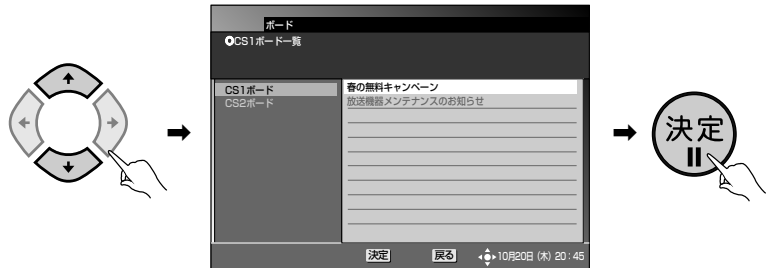 ボード
CS1ボード一覧
CS1ボード
CS2ボード
春の無料キャンペーン
放送機器メンテナンスのお知らせ
決定 戻る 10月20日 (木) 20:45
決定